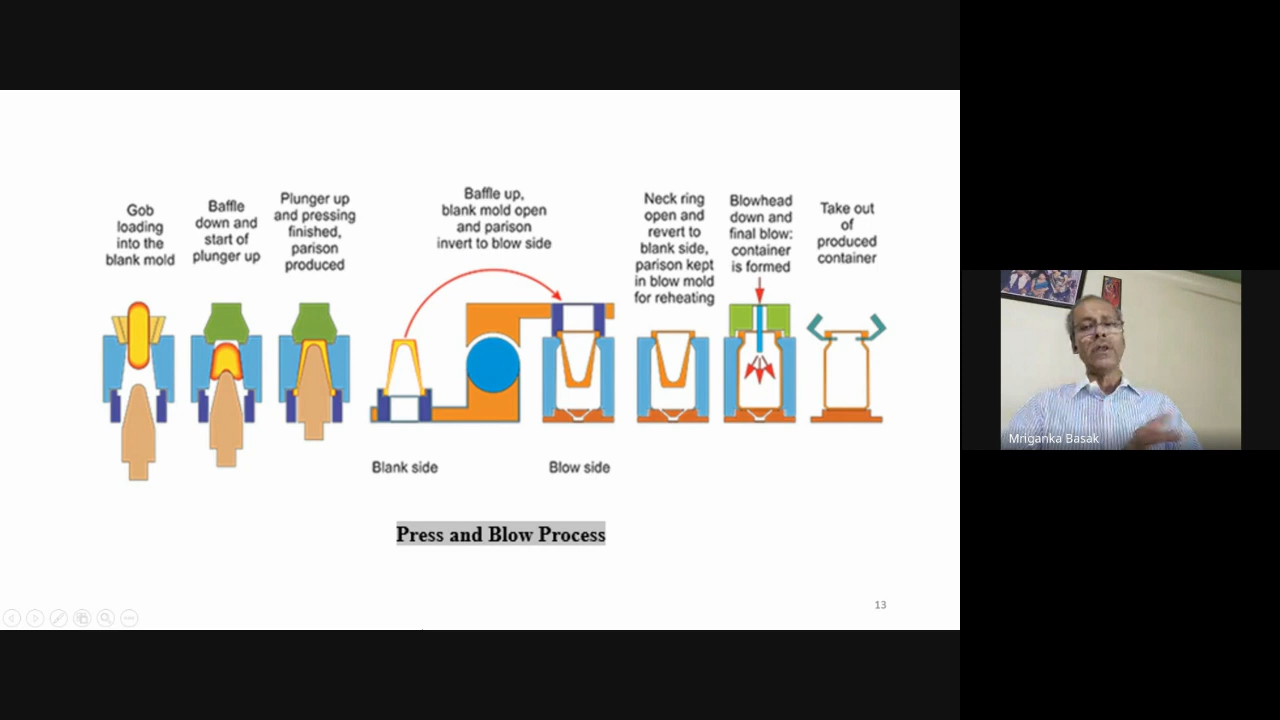 Gob
loading
into the
blank mold
Baffle
down and
start of
plunger up
Plunger up
and pressing
finished,
parison
produced
Baffle up,
blank mold open
and parison
invert to blow side
Neck ring
open and
revert to
blank side,
parison kept
in blow mold
for reheating
Blowhead
down and
final blow:
container
is formed
Take out
of
produced
container
Blank side
Blow side
Press and Blow Process
13
Mriganka Basak